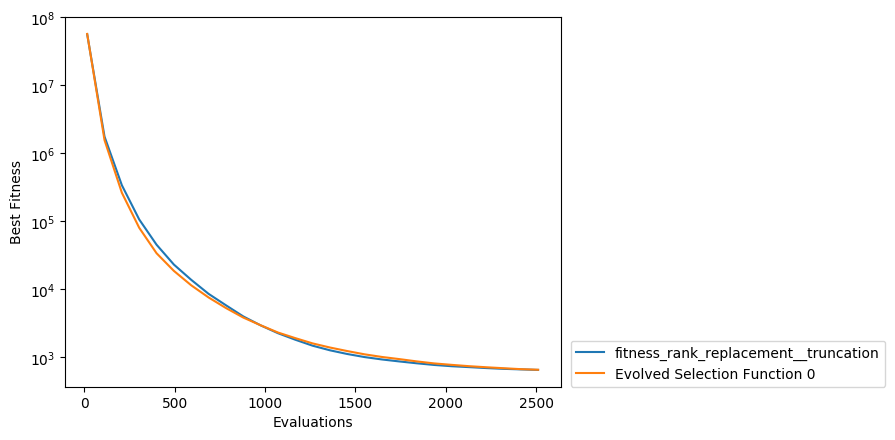 10^8
10^7
10^6
10^5
10^4
10^3
Best Fitness
0 500 1000 1500 2000 2500
Evaluations
fitness_rank_replacement__truncation
Evolved Selection Function 0